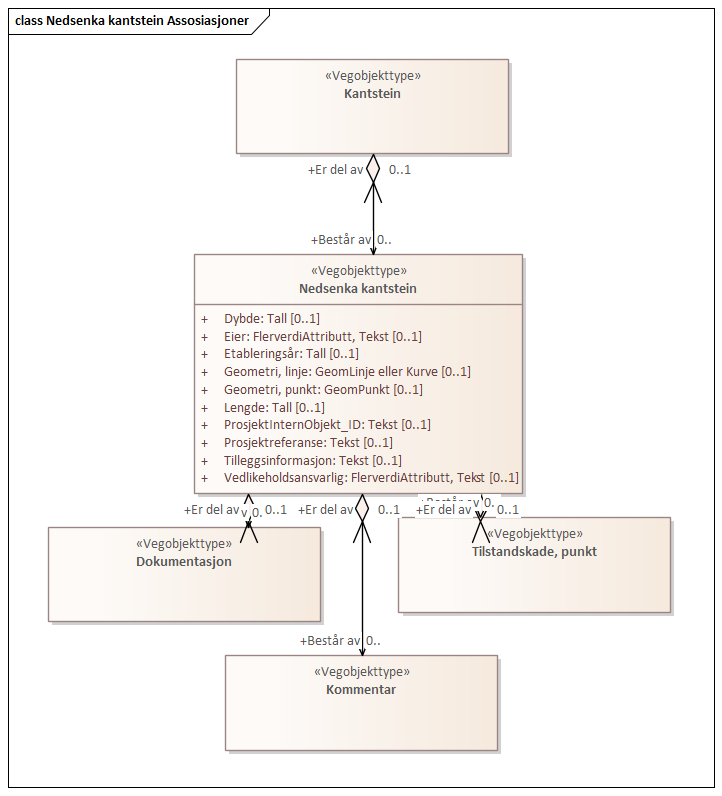 class Nedsenka kantstein Assosiasjoner
«Vegobjekttype»
Kantstein
+Er del av 0..1
+Består av 0..
«Vegobjekttype»
Nedsenka kantstein
+ Dybde: Tall [0..1]
+ Eier: FlerverdiAttributt, Tekst [0..1]
+ Etableringsår: Tall [0..1]
+ Geometri, linje: GeomLinje eller Kurve [0..1]
+ Geometri, punkt: GeomPunkt [0..1]
+ Lengde: Tall [0..1]
+ ProsjektInternObjekt_ID: Tekst [0..1]
+ Prosjektreferanse: Tekst [0..1]
+ Tilleggsinformasjon: Tekst [0..1]
+ Vedlikeholdsansvarlig: FlerverdiAttributt, Tekst [0..1]
+Består av 0..
+Er del av v 0.. 0..1
+Er del av 0..1
+Er del av 0..1
«Vegobjekttype»
Dokumentasjon
«Vegobjekttype»
Tilstandskade, punkt
+Består av 0..
«Vegobjekttype»
Kommentar